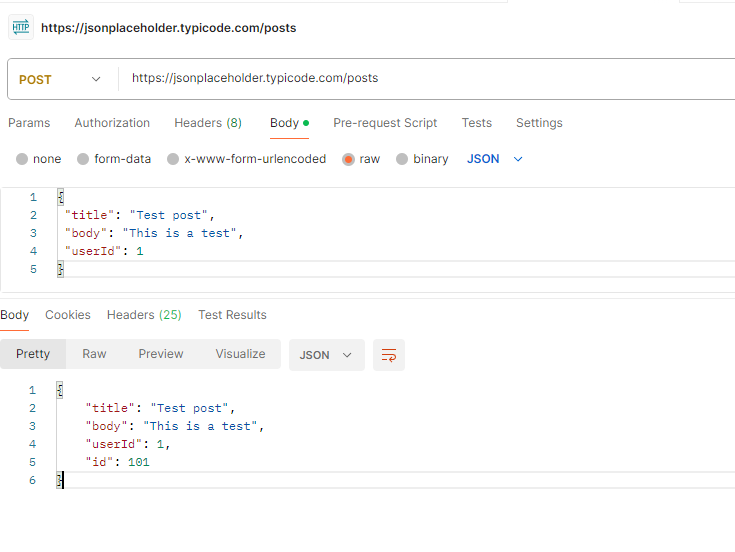 HTTP https://jsonplaceholder.typicode.com/posts
POST https://jsonplaceholder.typicode.com/posts
Params Authorization Headers (8) Body Pre-request Script Tests Settings
none form-data x-www-form-urlencoded raw binary JSON
1 {
2 "title": "Test post",
3 "body": "This is a test",
4 "userId": 1
5 }
Body Cookies Headers (25) Test Results
Pretty Raw Preview Visualize JSON
1 {
2 "title": "Test post",
3 "body": "This is a test",
4 "userId": 1,
5 "id": 101
6 }